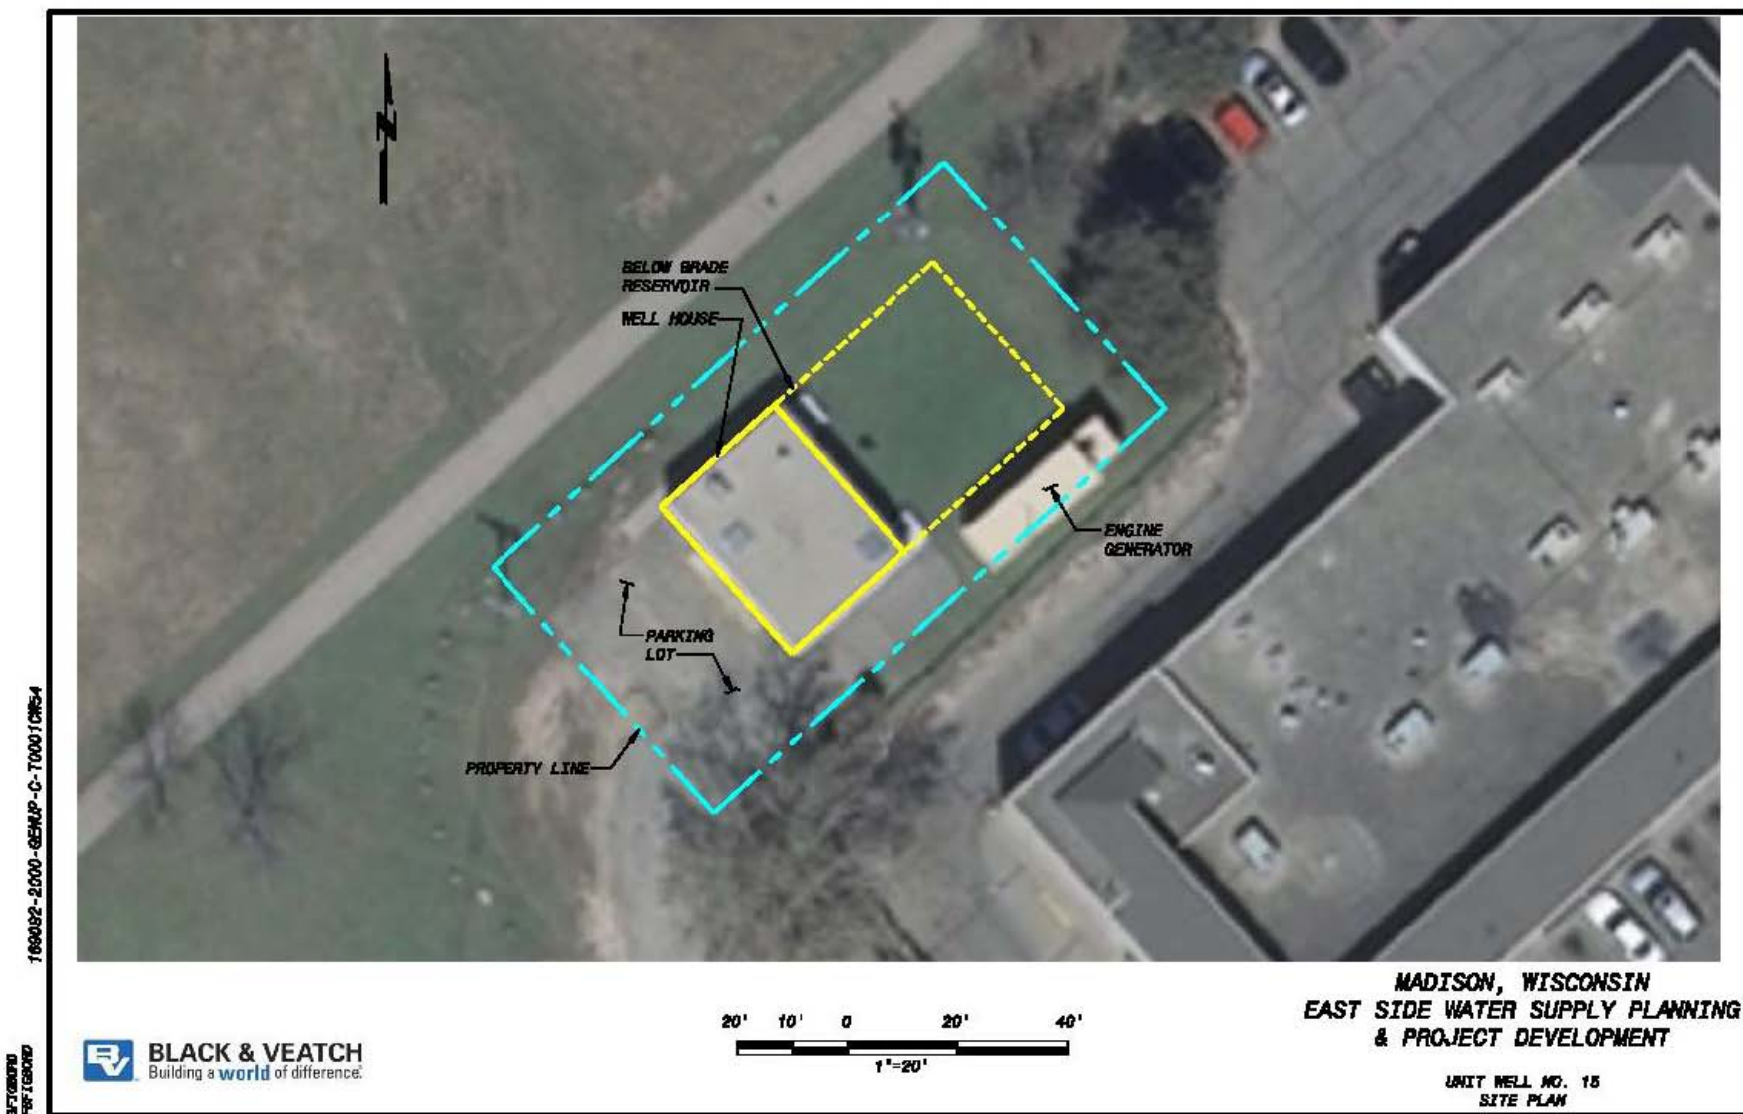 N
BELOW GRADE
RESERVOIR
WELL HOUSE
ENGINE
GENERATOR
PARKING
LOT
PROPERTY LINE
20' 10' 0 20' 40'
1"=20'
BLACK & VEATCH
Building a world of difference.
MADISON, WISCONSIN
EAST SIDE WATER SUPPLY PLANNING
& PROJECT DEVELOPMENT
UNIT WELL NO. 15
SITE PLAN